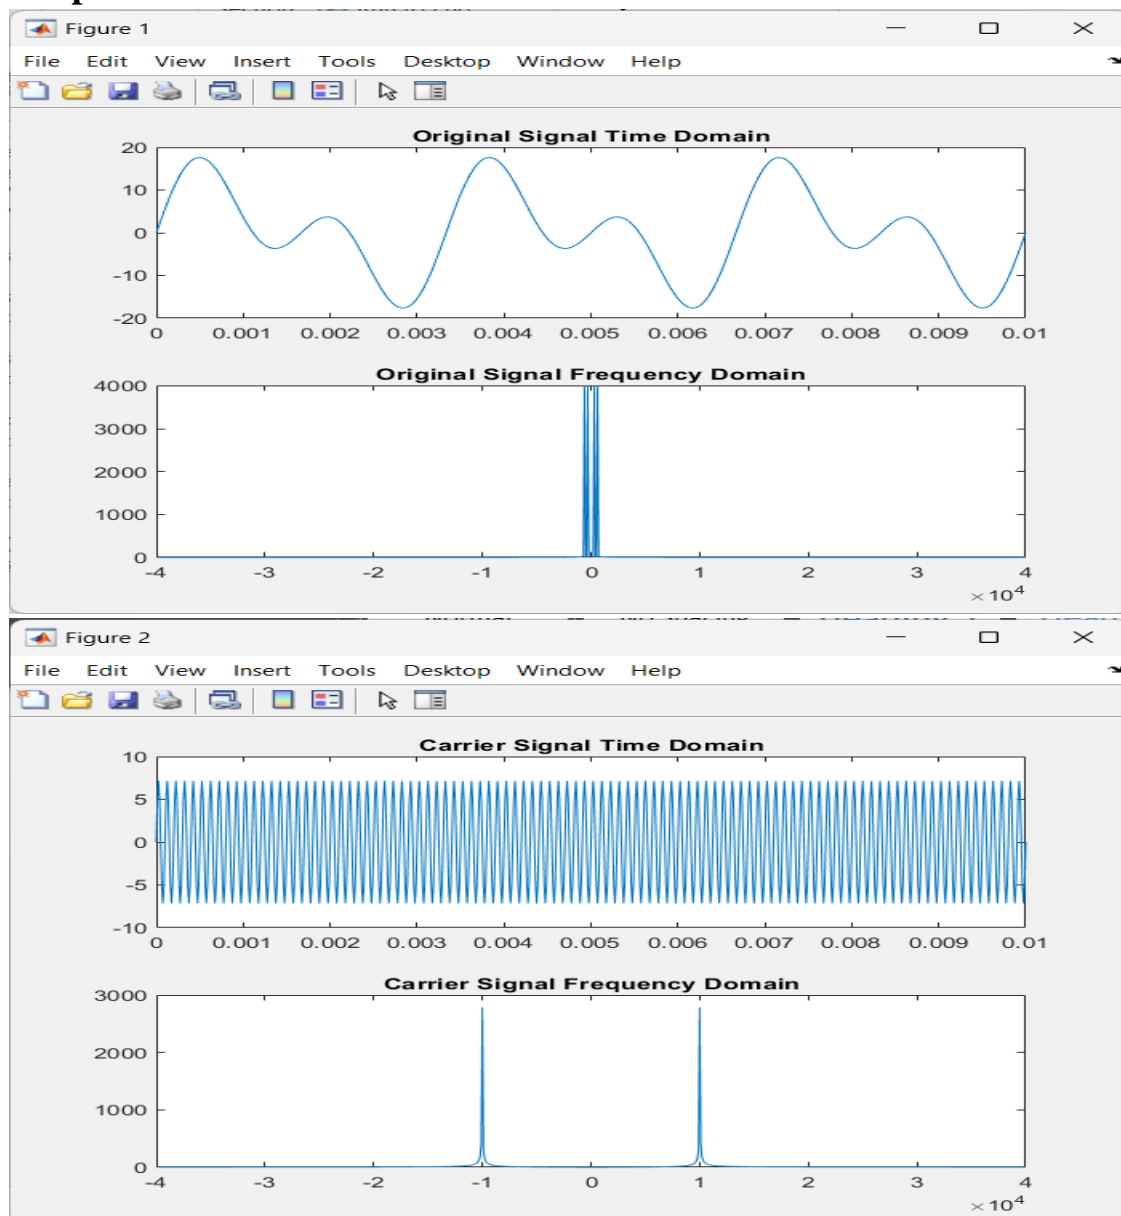 Figure 1
File Edit View Insert Tools Desktop Window Help
Original Signal Time Domain
20
10
0
-10
-20
0 0.001 0.002 0.003 0.004 0.005 0.006 0.007 0.008 0.009 0.01
Original Signal Frequency Domain
4000
3000
2000
1000
0
-4 -3 -2 -1 0 1 2 3 4
×10⁴
Figure 2
File Edit View Insert Tools Desktop Window Help
Carrier Signal Time Domain
10
5
0
-5
-10
0 0.001 0.002 0.003 0.004 0.005 0.006 0.007 0.008 0.009 0.01
Carrier Signal Frequency Domain
3000
2000
1000
0
-4 -3 -2 -1 0 1 2 3 4
×10⁴